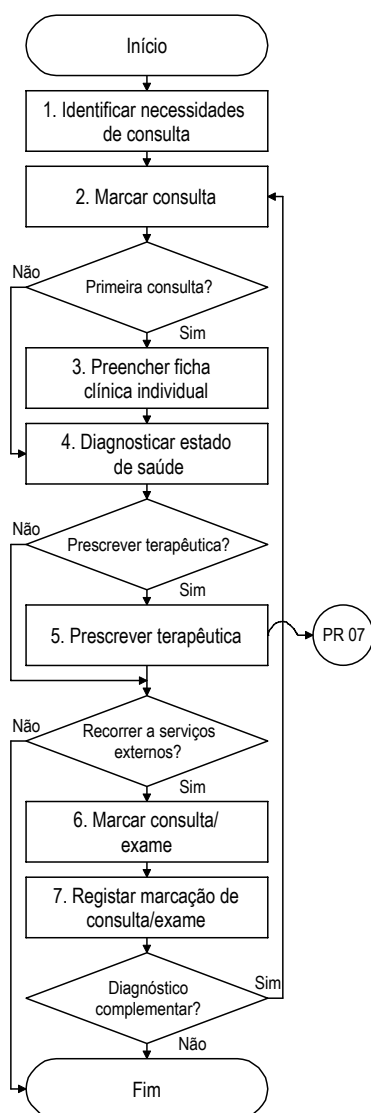 Início
1. Identificar necessidades
de consulta
2. Marcar consulta
Não
Primeira consulta?
Sim
3. Preencher ficha
clínica individual
4. Diagnosticar estado
de saúde
Não
Prescrever terapêutica?
Sim
5. Prescrever terapêutica
PR 07
Não
Recorrer a serviços
externos?
Sim
6. Marcar consulta/
exame
7. Registar marcação de
consulta/exame
Diagnóstico
complementar?
Sim
Não
Fim